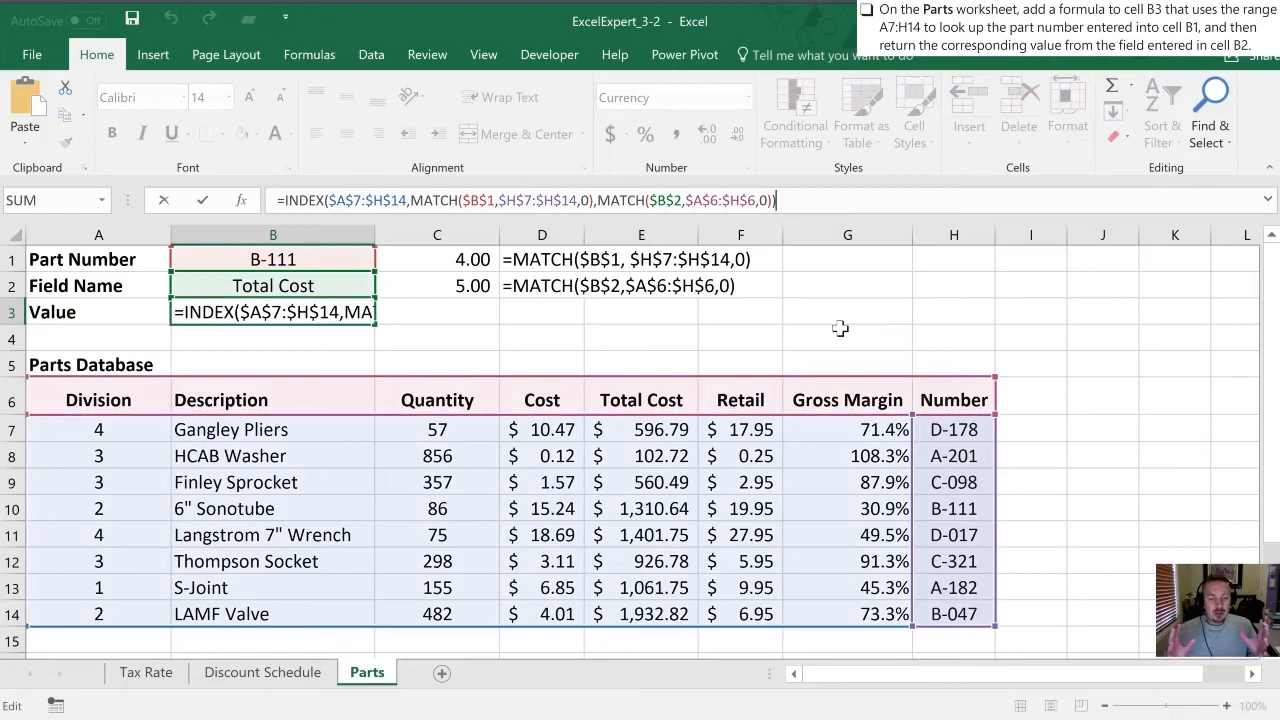 AutoSave Off
ExcelExpert_3-2 - Excel
❏ On the Parts worksheet, add a formula to cell B3 that uses the range
A7:H14 to look up the part number entered into cell B1, and then
return the corresponding value from the field entered in cell B2.
File Home Insert Page Layout Formulas Data Review View Developer Help Power Pivot Tell me what you want to do
Calibri 14 Wrap Text Currency
Paste B I U A Merge & Center $ % , Conditional Formatting Format as Table Cell Styles Insert Delete Format Sort & Filter Find & Select
Clipboard Font Alignment Number Styles Cells Editing
SUM fx =INDEX($A$7:$H$14,MATCH($B$1,$H$7:$H$14,0),MATCH($B$2,$A$6:$H$6,0))
A B C D E F G H I J K L
1 Part Number B-111 4.00 =MATCH($B$1, $H$7:$H$14,0)
2 Field Name Total Cost 5.00 =MATCH($B$2,$A$6:$H$6,0)
3 Value =INDEX($A$7:$H$14,MAT
4
5 Parts Database
6 Division Description Quantity Cost Total Cost Retail Gross Margin Number
7 4 Gangley Pliers 57 $ 10.47 $ 596.79 $ 17.95 71.4% D-178
8 3 HCAB Washer 856 $ 0.12 $ 102.72 $ 0.25 108.3% A-201
9 3 Finley Sprocket 357 $ 1.57 $ 560.49 $ 2.95 87.9% C-098
10 2 6" Sonotube 86 $ 15.24 $ 1,310.64 $ 19.95 30.9% B-111
11 4 Langstrom 7" Wrench 75 $ 18.69 $ 1,401.75 $ 27.95 49.5% D-017
12 3 Thompson Socket 298 $ 3.11 $ 926.78 $ 5.95 91.3% C-321
13 1 S-Joint 155 $ 6.85 $ 1,061.75 $ 9.95 45.3% A-182
14 2 LAMF Valve 482 $ 4.01 $ 1,932.82 $ 6.95 73.3% B-047
15
Tax Rate Discount Schedule Parts
Edit 100%